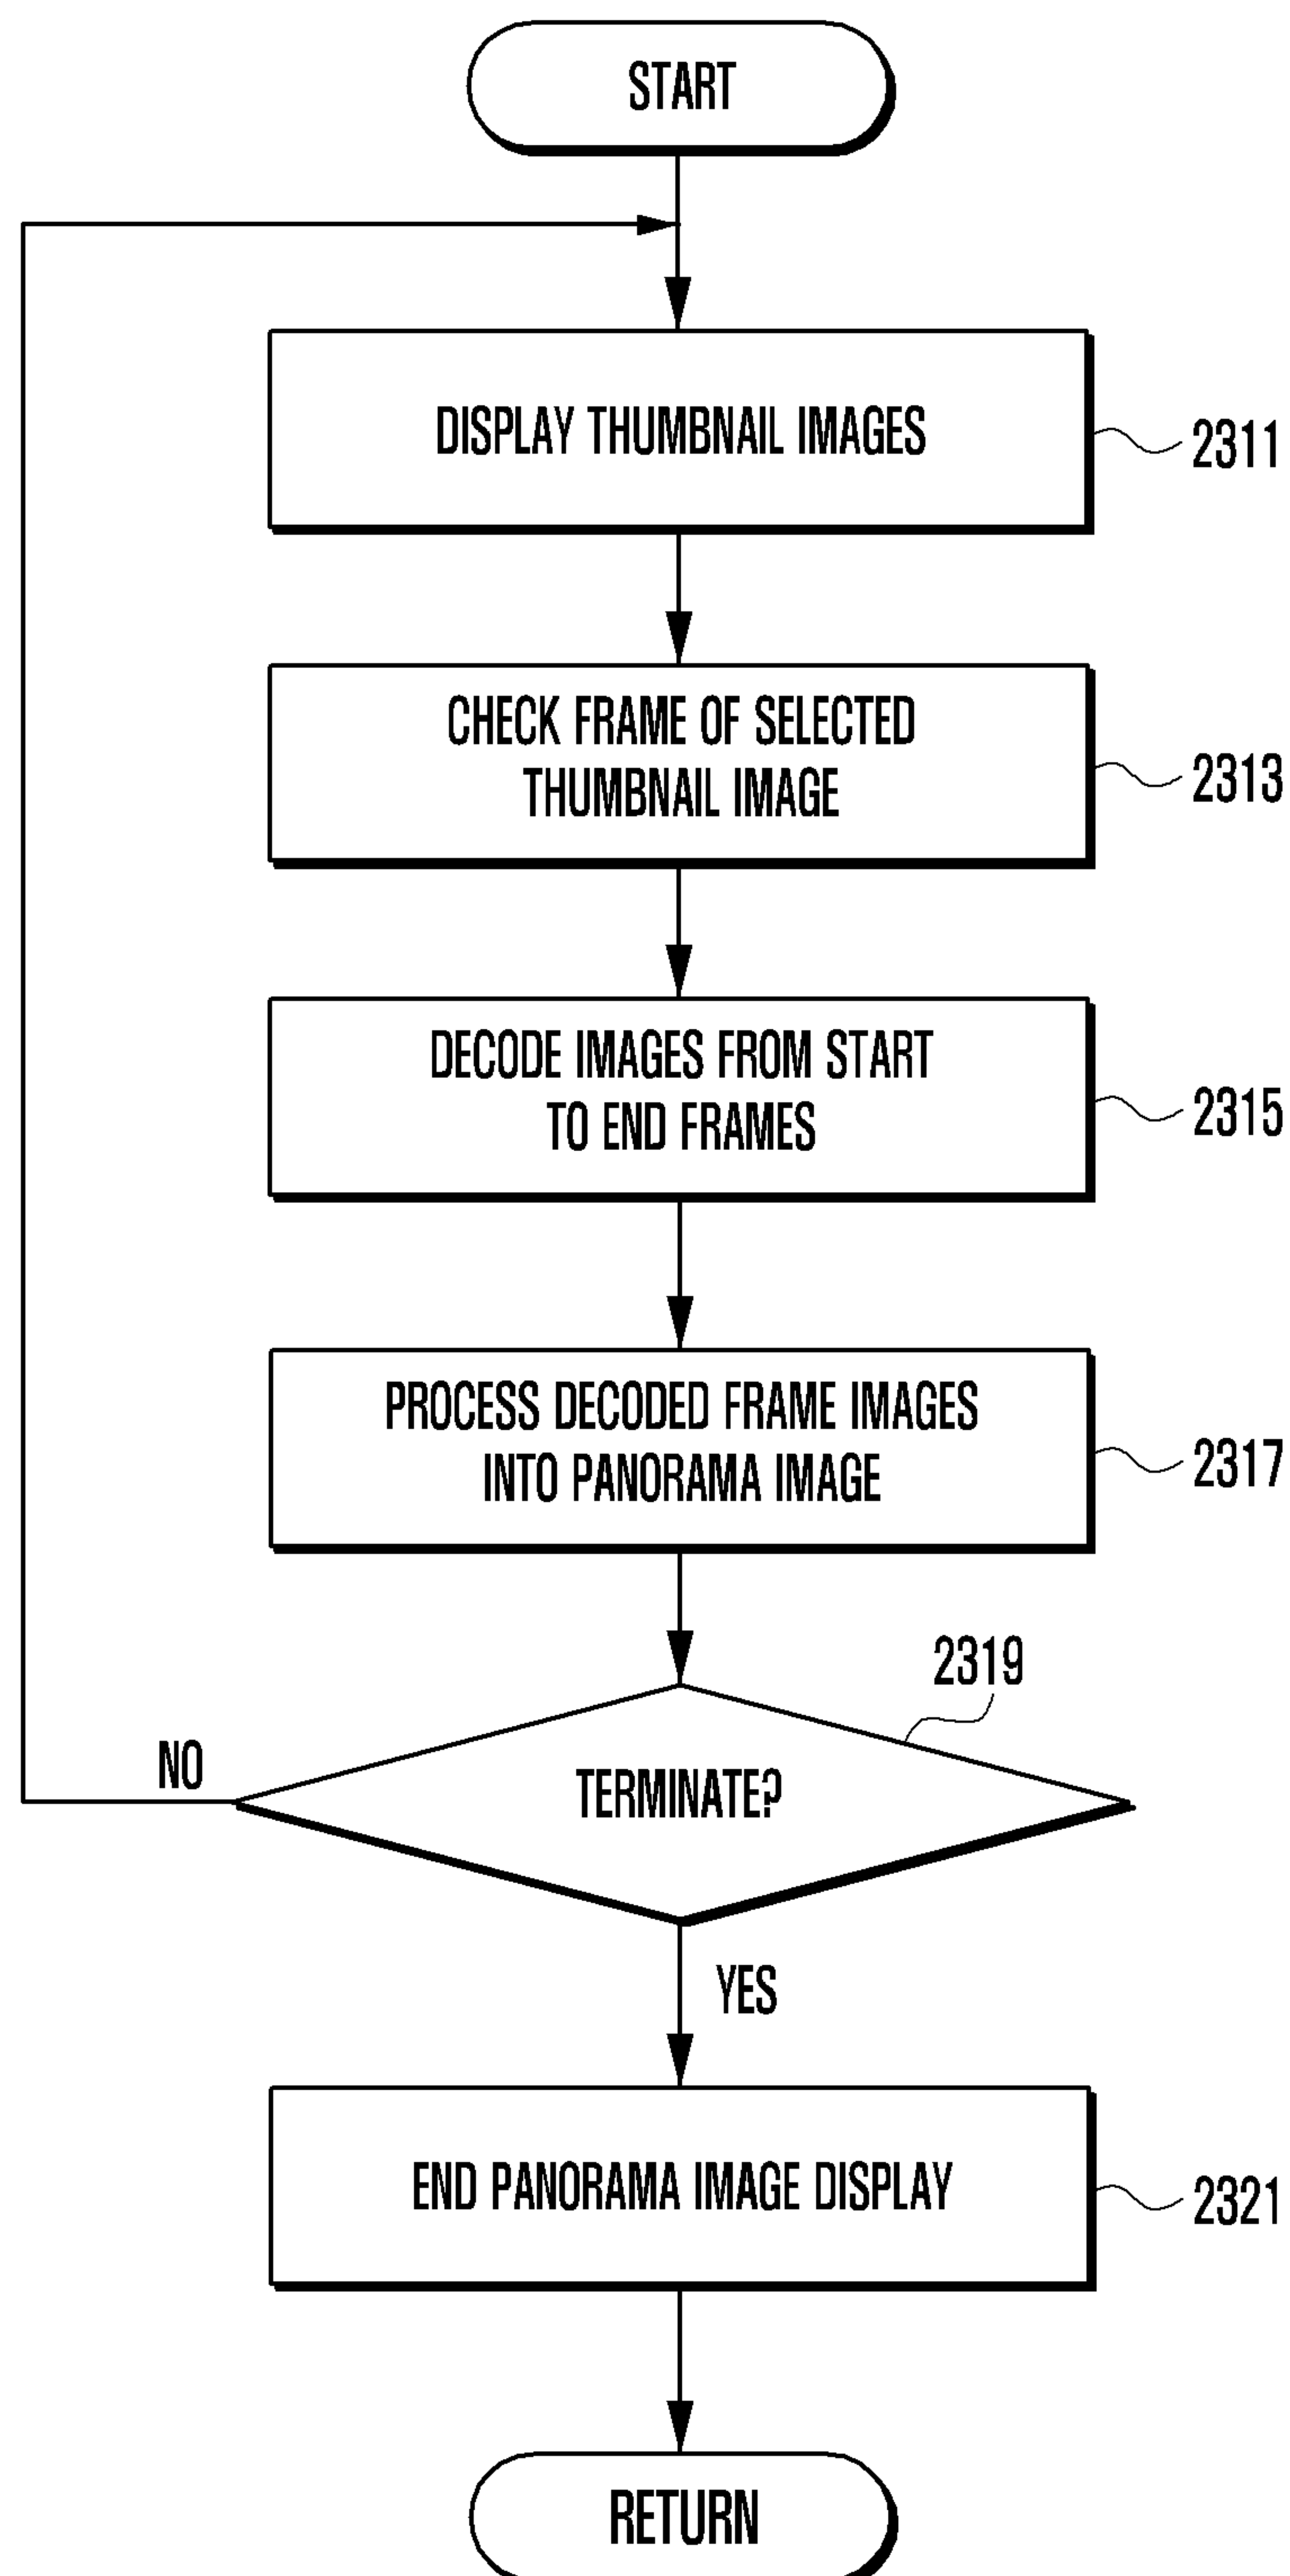 START
DISPLAY THUMBNAIL IMAGES
2311
CHECK FRAME OF SELECTED
THUMBNAIL IMAGE
2313
DECODE IMAGES FROM START
TO END FRAMES
2315
PROCESS DECODED FRAME IMAGES
INTO PANORAMA IMAGE
2317
2319
NO
TERMINATE?
YES
END PANORAMA IMAGE DISPLAY
2321
RETURN